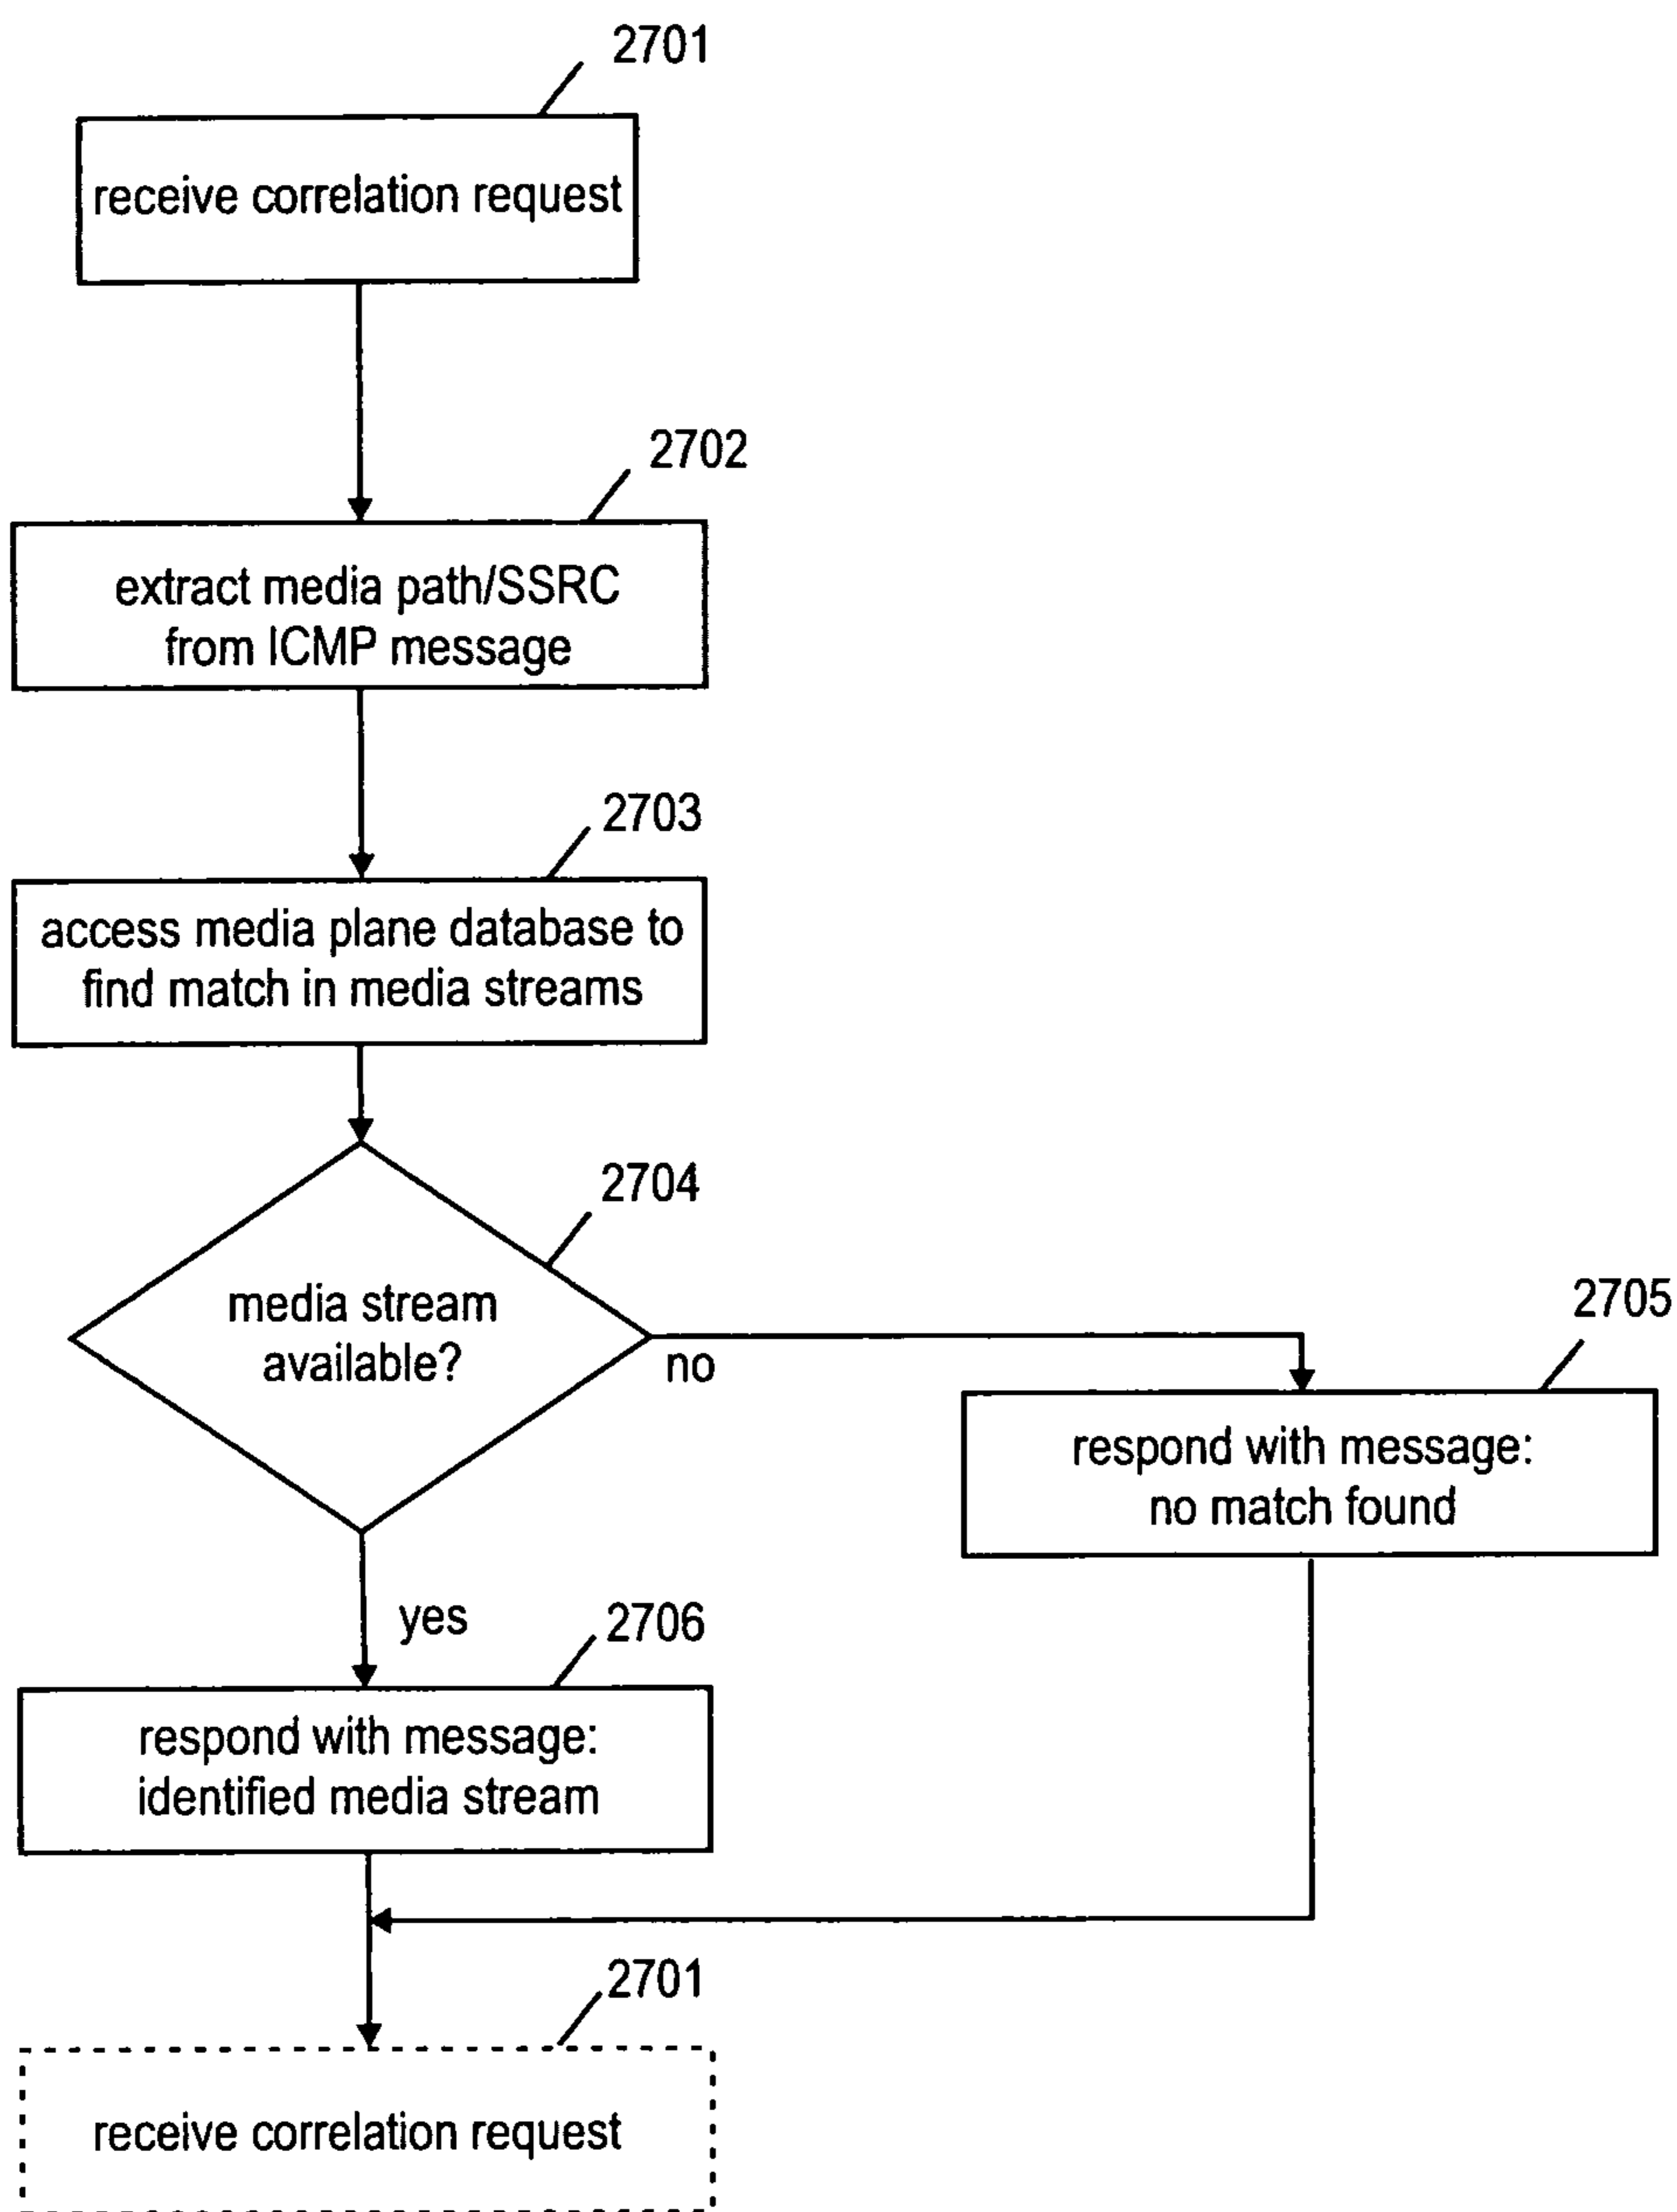 2701
receive correlation request
2702
extract media path/SSRC
from ICMP message
2703
access media plane database to
find match in media streams
2704
media stream
available?
no
2705
respond with message:
no match found
yes
2706
respond with message:
identified media stream
2701
receive correlation request